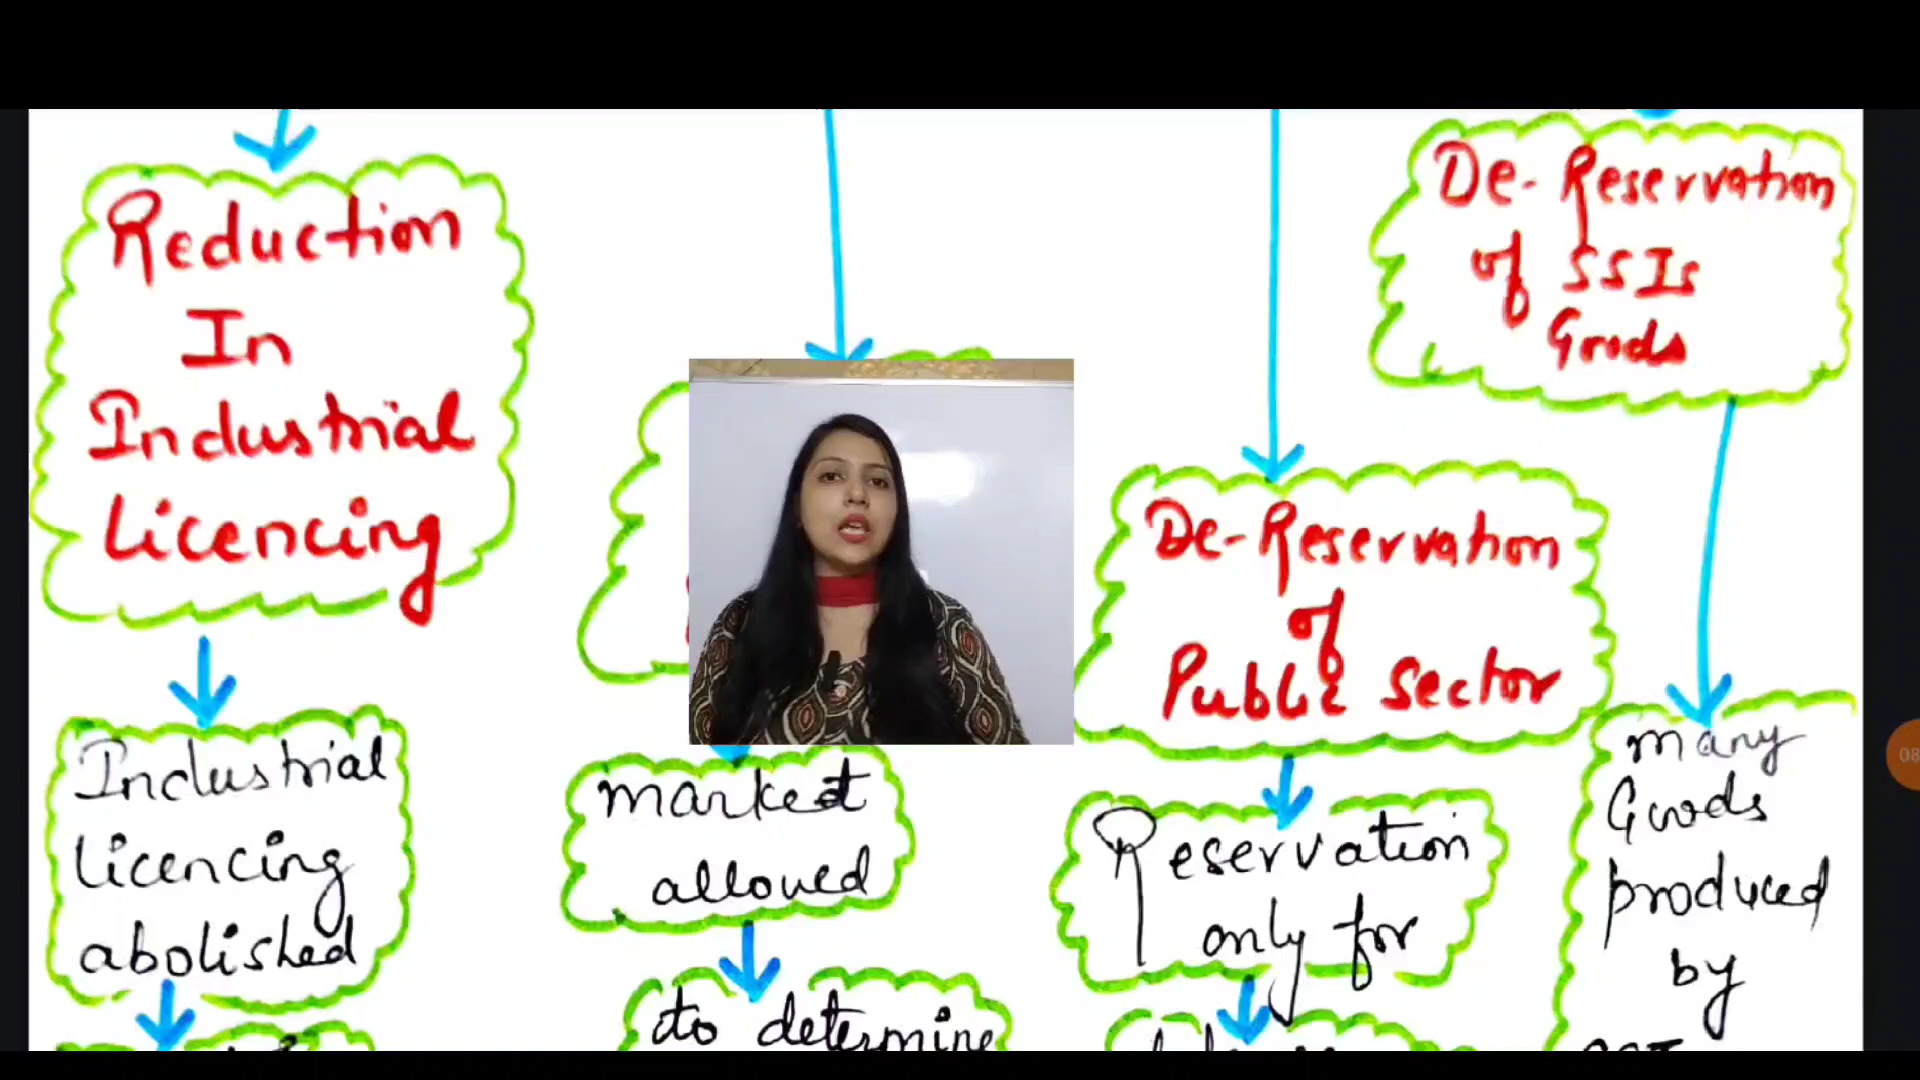 Reduction
In
Industrial
Licencing
Industrial
licencing
abolished
market
allowed
to determine
De-Reservation
of
Public Sector
Reservation
only for
De-Reservation
of SSIs
Goods
many
Goods
produced
by
08